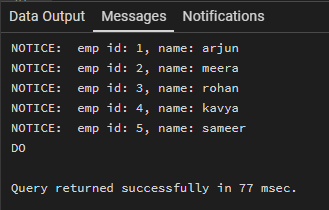 Data Output Messages Notifications
NOTICE:  emp id: 1, name: arjun
NOTICE:  emp id: 2, name: meera
NOTICE:  emp id: 3, name: rohan
NOTICE:  emp id: 4, name: kavya
NOTICE:  emp id: 5, name: sameer
DO
Query returned successfully in 77 msec.